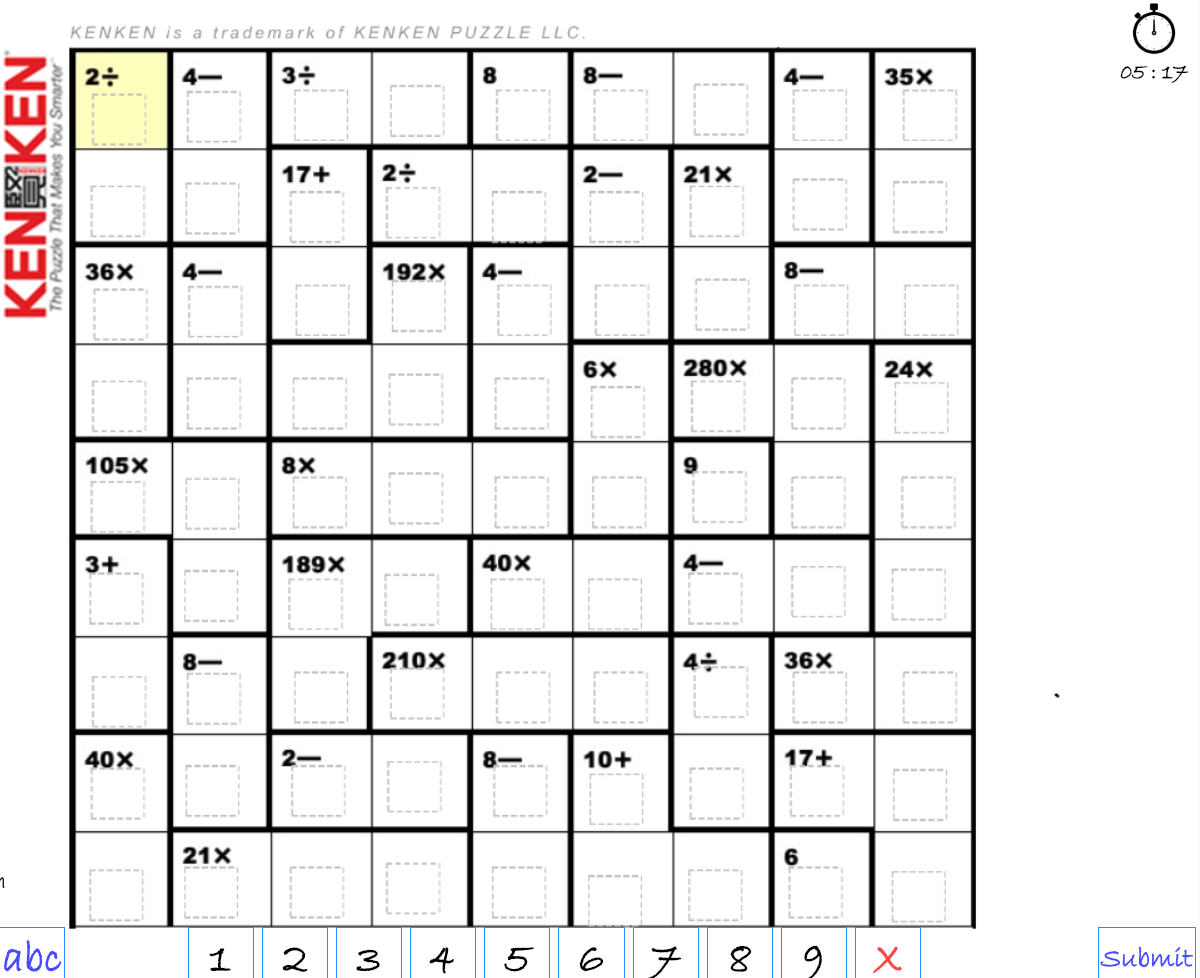 KENKEN is a trademark of KENKEN PUZZLE LLC.
05:17
KENKEN®
The Puzzle That Makes You Smarter™
2÷ 4— 3÷ 8 8— 4— 35×
17+ 2÷ 2— 21×
36× 4— 192× 4— 8—
6× 280× 24×
105× 8× 9
3+ 189× 40× 4—
8— 210× 4÷ 36×
40× 2— 8— 10+ 17+
21× 6
abc 1 2 3 4 5 6 7 8 9 X Submit